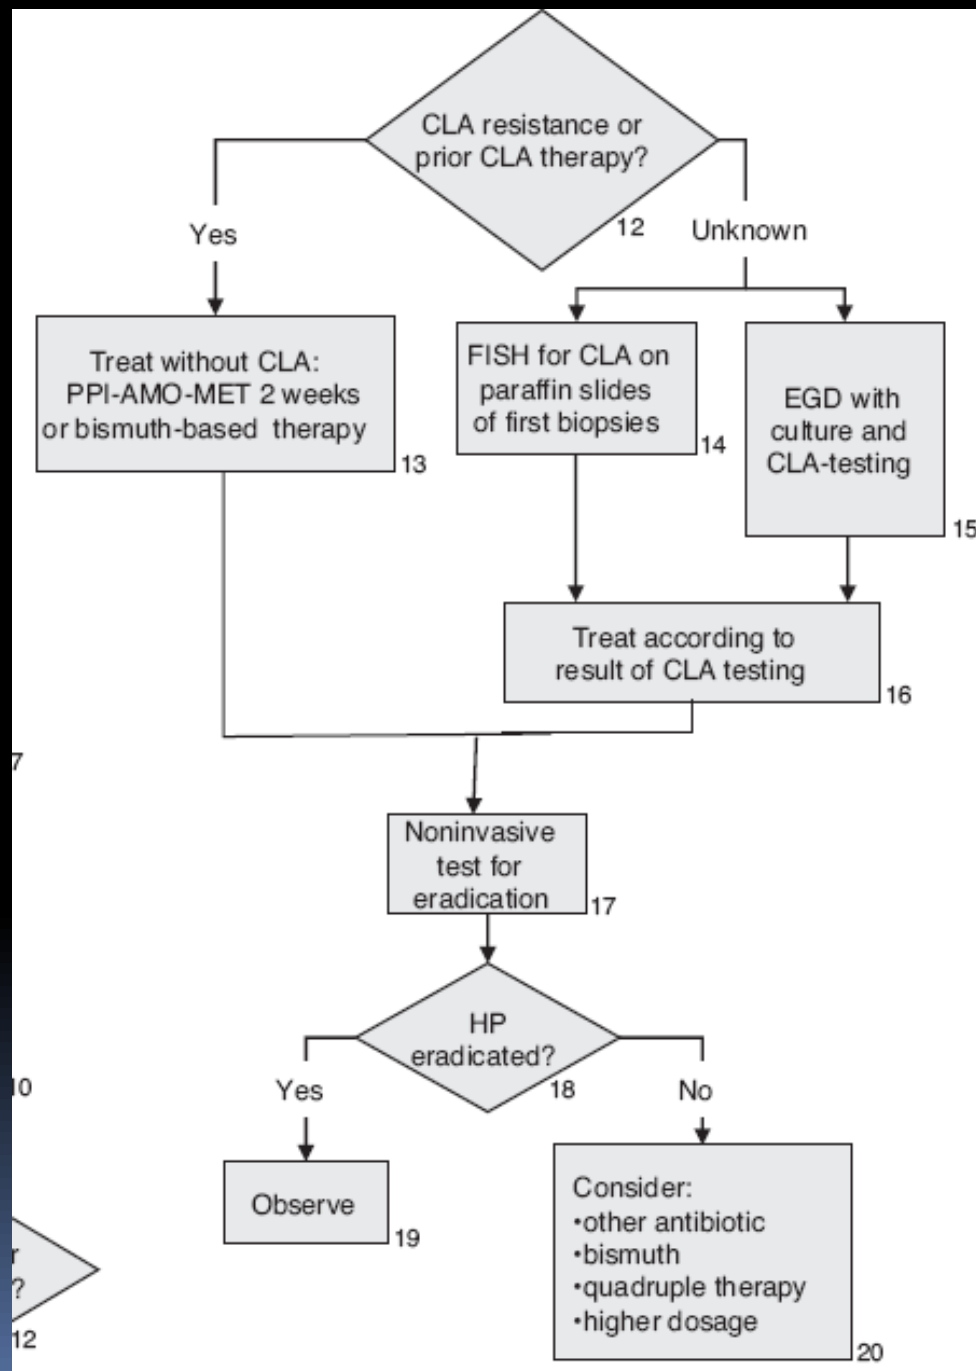 CLA resistance or
prior CLA therapy?
12
Yes
Unknown
Treat without CLA:
PPI-AMO-MET 2 weeks
or bismuth-based therapy
13
FISH for CLA on
paraffin slides
of first biopsies
14
EGD with
culture and
CLA-testing
15
Treat according to
result of CLA testing
16
7
Noninvasive
test for
eradication
17
HP
eradicated?
18
10
Yes
No
Observe
19
Consider:
•other antibiotic
•bismuth
•quadruple therapy
•higher dosage
20
r
?
12